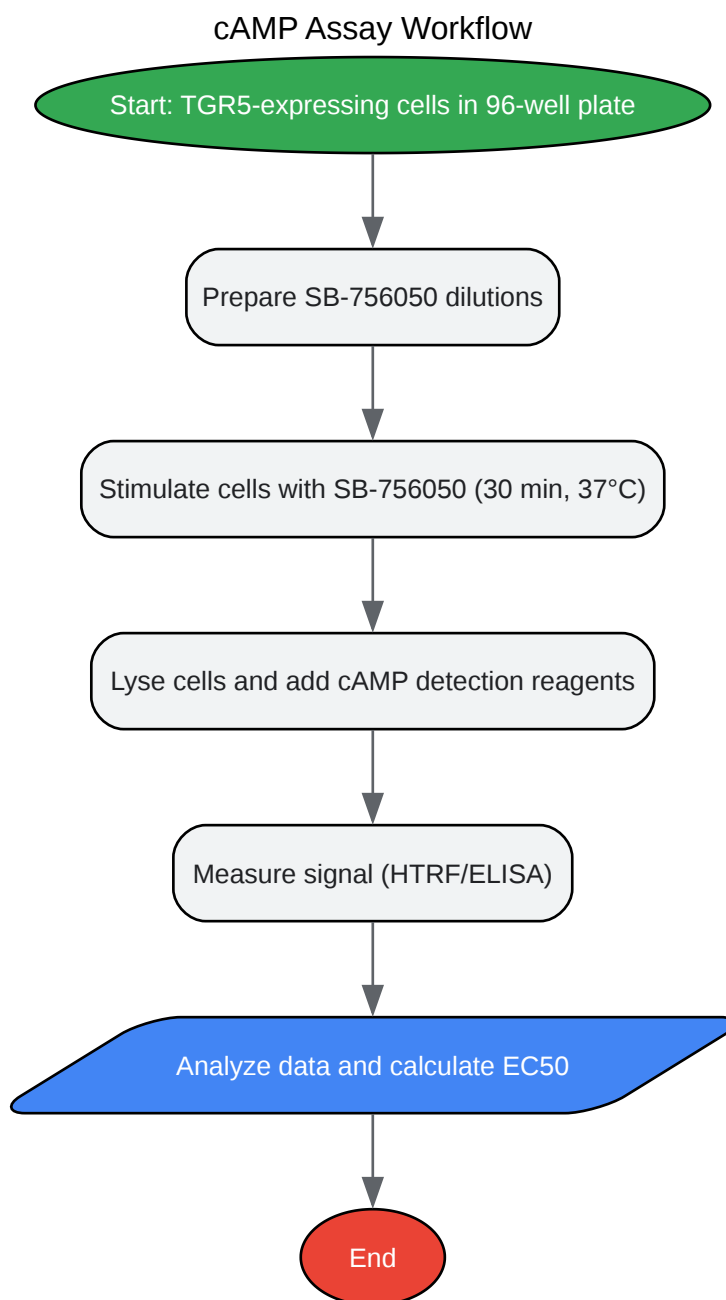 cAMP Assay Workflow
Start: TGR5-expressing cells in 96-well plate
Prepare SB-756050 dilutions
Stimulate cells with SB-756050 (30 min, 37°C)
Lyse cells and add cAMP detection reagents
Measure signal (HTRF/ELISA)
Analyze data and calculate EC50
End